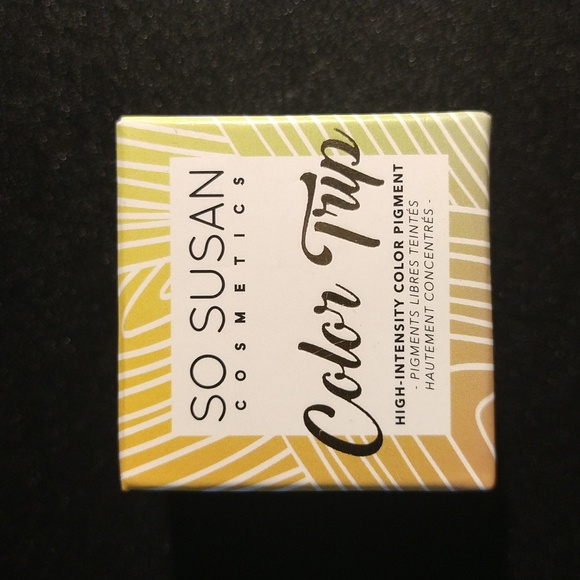 SO SUSAN
COSMETICS
Color Trip
HIGH-INTENSITY COLOR PIGMENT
- PIGMENTS LIBRES TEINTÉS
HAUTEMENT CONCENTRÉS -